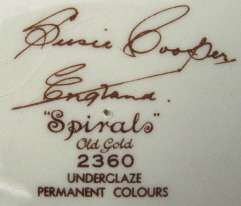 Susie Cooper
England.
"Spirals"
Old Gold
2360
UNDERGLAZE
PERMANENT COLOURS